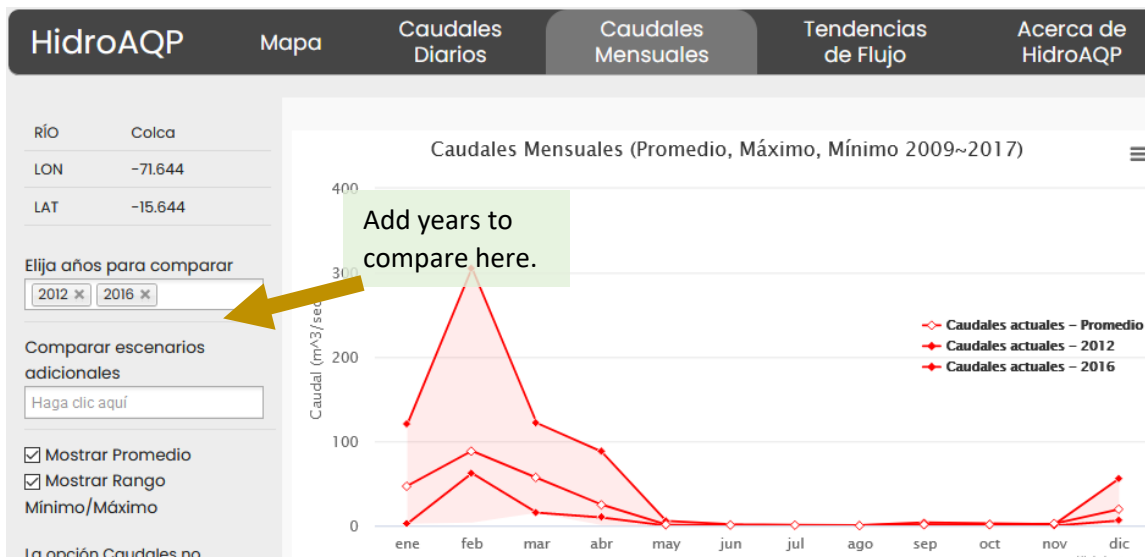 HidroAQP
Mapa
Caudales
Diarios
Caudales
Mensuales
Tendencias
de Flujo
Acerca de
HidroAQP
RÍO Colca
LON -71.644
LAT -15.644
Elija años para comparar
2012 × 2016 ×
Comparar escenarios
adicionales
Haga clic aquí
Mostrar Promedio
Mostrar Rango
Mínimo/Máximo
La opción Caudales no
Caudales Mensuales (Promedio, Máximo, Mínimo 2009~2017)
Add years to
compare here.
Caudal (m^3/sec
400
300
200
100
0
Caudales actuales – Promedio
Caudales actuales – 2012
Caudales actuales – 2016
ene feb mar abr may jun jul ago sep oct nov dic